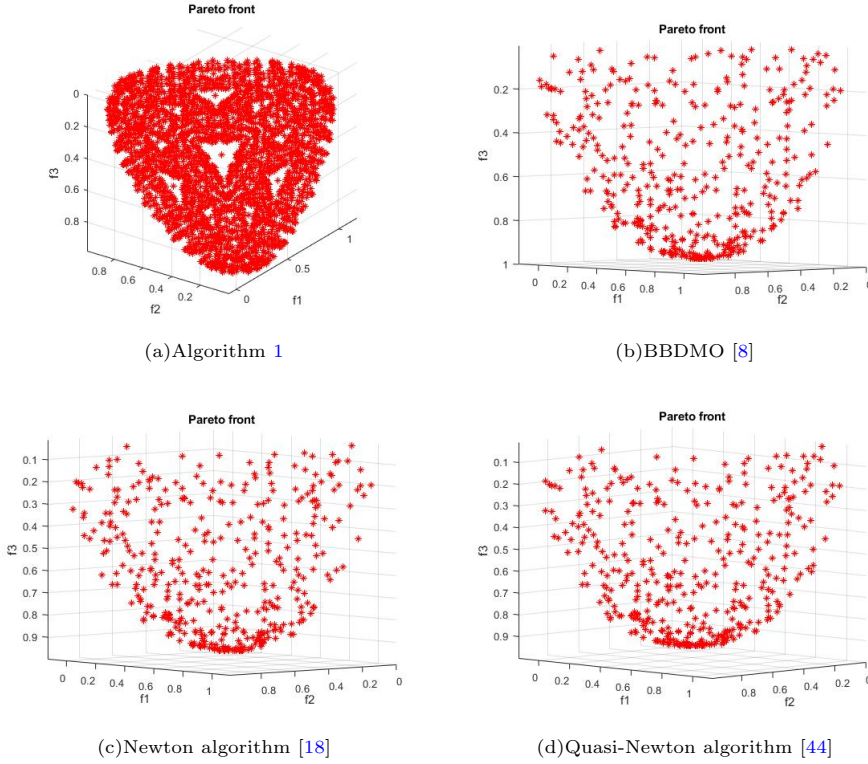 Pareto front
0
0.2
0.4
0.6
0.8
f3
0.8 0.6 0.4 0.2
f2
0 0.5 1
f1
(a)Algorithm 1
Pareto front
0.2
0.4
0.6
0.8
1
f3
0 0.2 0.4 0.6 0.8 1
f1
0.8 0.6 0.4 0.2 0
f2
(b)BBDMO [8]
Pareto front
0.1
0.2
0.3
0.4
0.5
0.6
0.7
0.8
0.9
f3
0 0.2 0.4 0.6 0.8 1
f1
0.8 0.6 0.4 0.2 0
f2
(c)Newton algorithm [18]
Pareto front
0.1
0.2
0.3
0.4
0.5
0.6
0.7
0.8
0.9
f3
0 0.2 0.4 0.6 0.8 1
f1
0.8 0.6 0.4 0.2 0
f2
(d)Quasi-Newton algorithm [44]